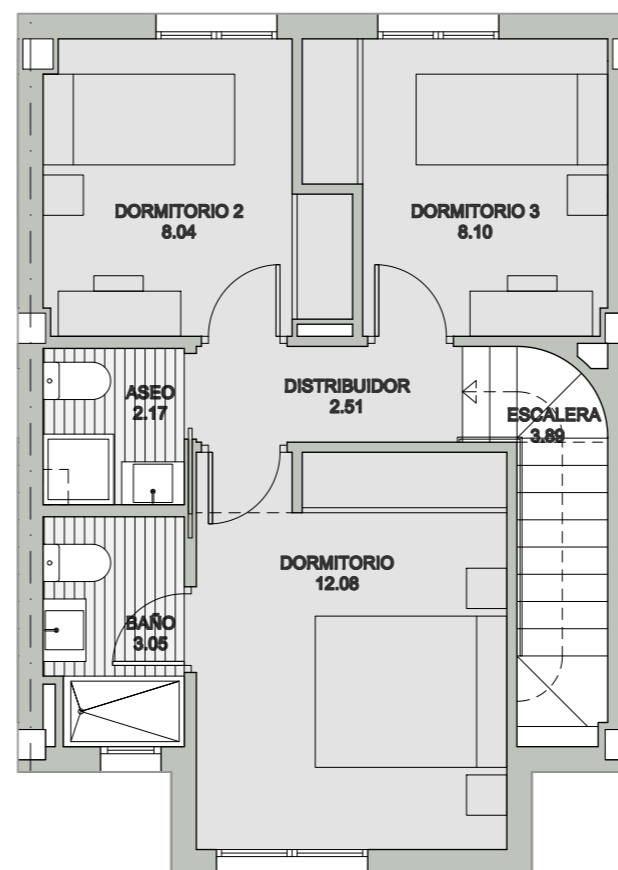 DORMITORIO 2
8.04
DORMITORIO 3
8.10
ASEO
2.17
DISTRIBUIDOR
2.51
ESCALERA
3.89
DORMITORIO
12.08
BAÑO
3.05